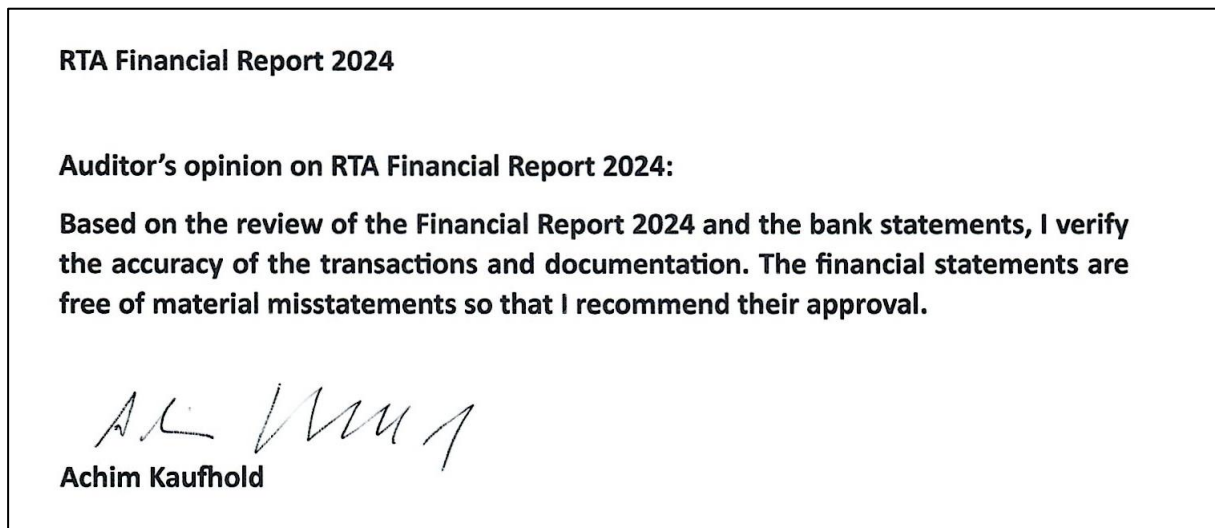 RTA Financial Report 2024
Auditor’s opinion on RTA Financial Report 2024:
Based on the review of the Financial Report 2024 and the bank statements, I verify
the accuracy of the transactions and documentation. The financial statements are
free of material misstatements so that I recommend their approval.
Achim Kaufhold